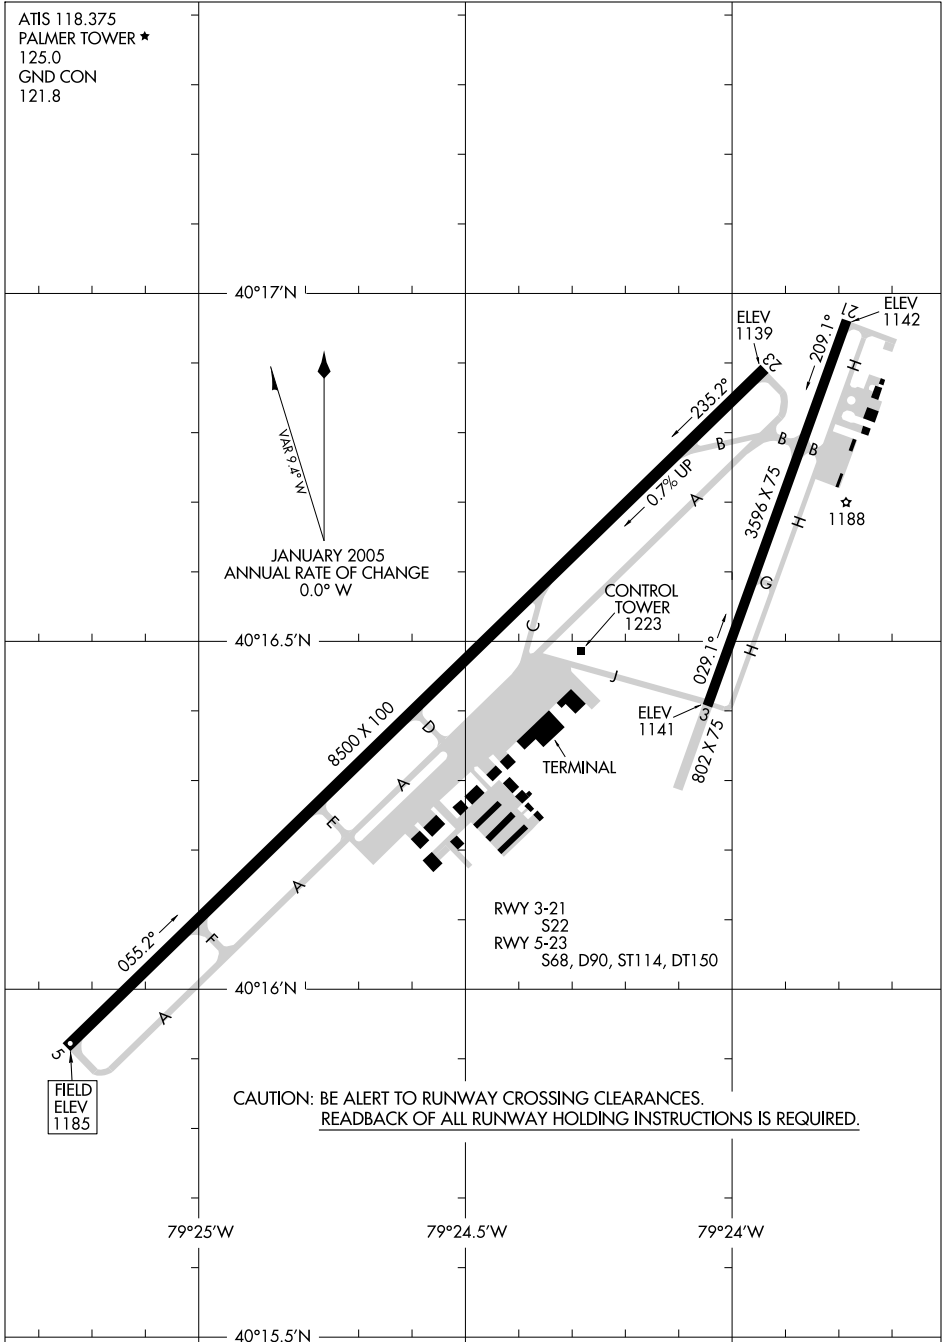 ATIS 118.375
PALMER TOWER ★
125.0
GND CON
121.8
40°17'N
ELEV
1139
ELEV
1142
21
209.1°
23
235.2°
H
VAR 9.4° W
B
B
B
0.7% UP
A
3596 X 75
H
1188
JANUARY 2005
ANNUAL RATE OF CHANGE
0.0° W
G
CONTROL
TOWER
1223
C
40°16.5'N
029.1°
H
J
ELEV
1141
3
802 X 75
8500 X 100
D
TERMINAL
A
E
A
RWY 3-21
S22
RWY 5-23
S68, D90, ST114, DT150
055.2°
F
40°16'N
A
5
FIELD
ELEV
1185
CAUTION: BE ALERT TO RUNWAY CROSSING CLEARANCES.
READBACK OF ALL RUNWAY HOLDING INSTRUCTIONS IS REQUIRED.
79°25'W
79°24.5'W
79°24'W
40°15.5'N